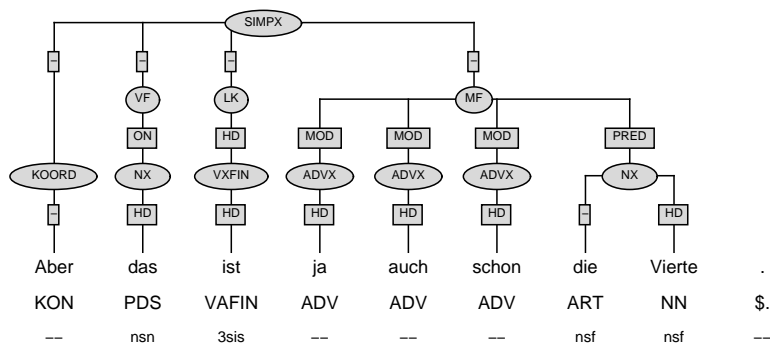 SIMPX
– – – –
VF LK MF
ON HD MOD MOD MOD PRED
KOORD NX VXFIN ADVX ADVX ADVX NX
– HD HD HD HD HD – HD
Aber das ist ja auch schon die Vierte .
KON PDS VAFIN ADV ADV ADV ART NN $.
–– nsn 3sis –– –– –– nsf nsf ––